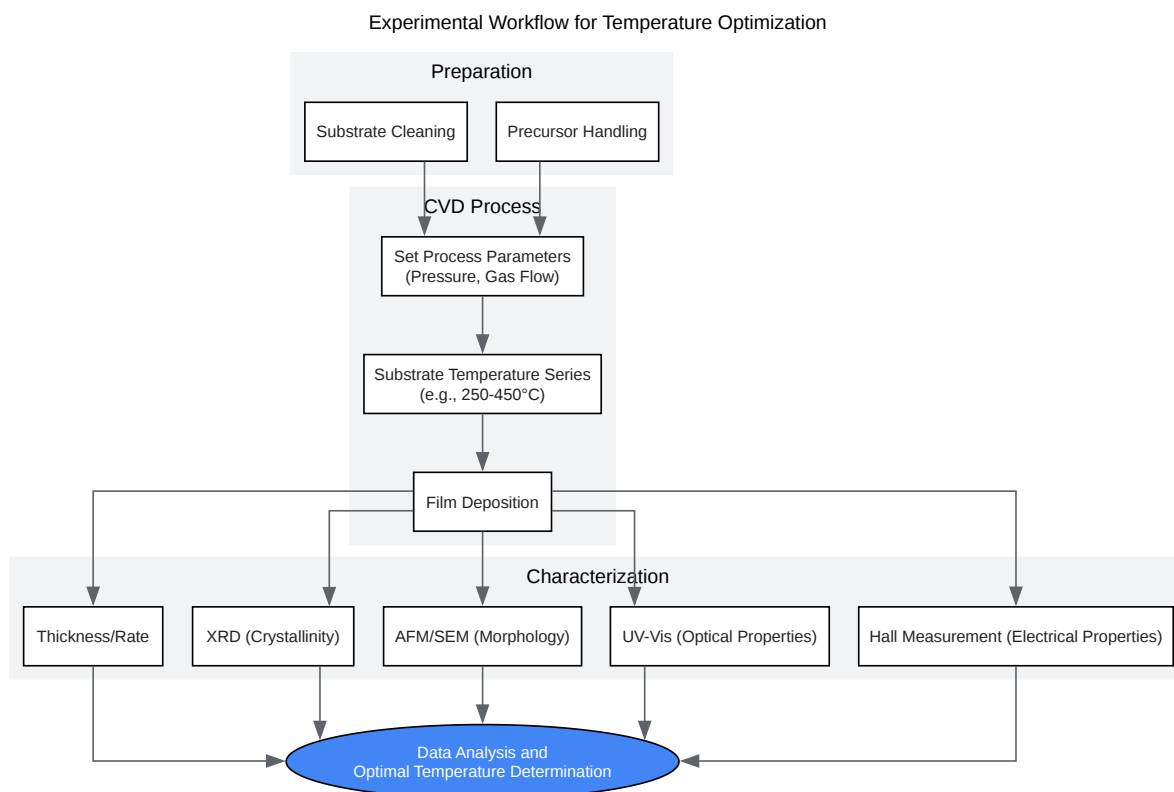 Experimental Workflow for Temperature Optimization
Preparation
Substrate Cleaning
Precursor Handling
CVD Process
Set Process Parameters
(Pressure, Gas Flow)
Substrate Temperature Series
(e.g., 250-450°C)
Film Deposition
Characterization
Thickness/Rate
XRD (Crystallinity)
AFM/SEM (Morphology)
UV-Vis (Optical Properties)
Hall Measurement (Electrical Properties)
Data Analysis and
Optimal Temperature Determination